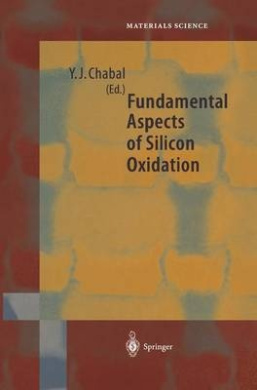 MATERIALS SCIENCE
Y. J. Chabal
(Ed.)
Fundamental
Aspects
of Silicon
Oxidation
Springer